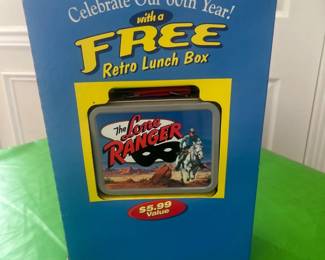 Celebrate Our 60th Year!
with a
FREE
Retro Lunch Box
The Lone
RANGER
$5.99
Value